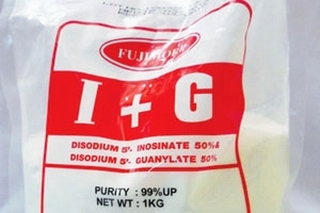 I + G
DISODIUM 5'- INOSINATE 50%&
DISODIUM 5'- GUANYLATE 50%
PURITY : 99%UP
NET WT : 1KG